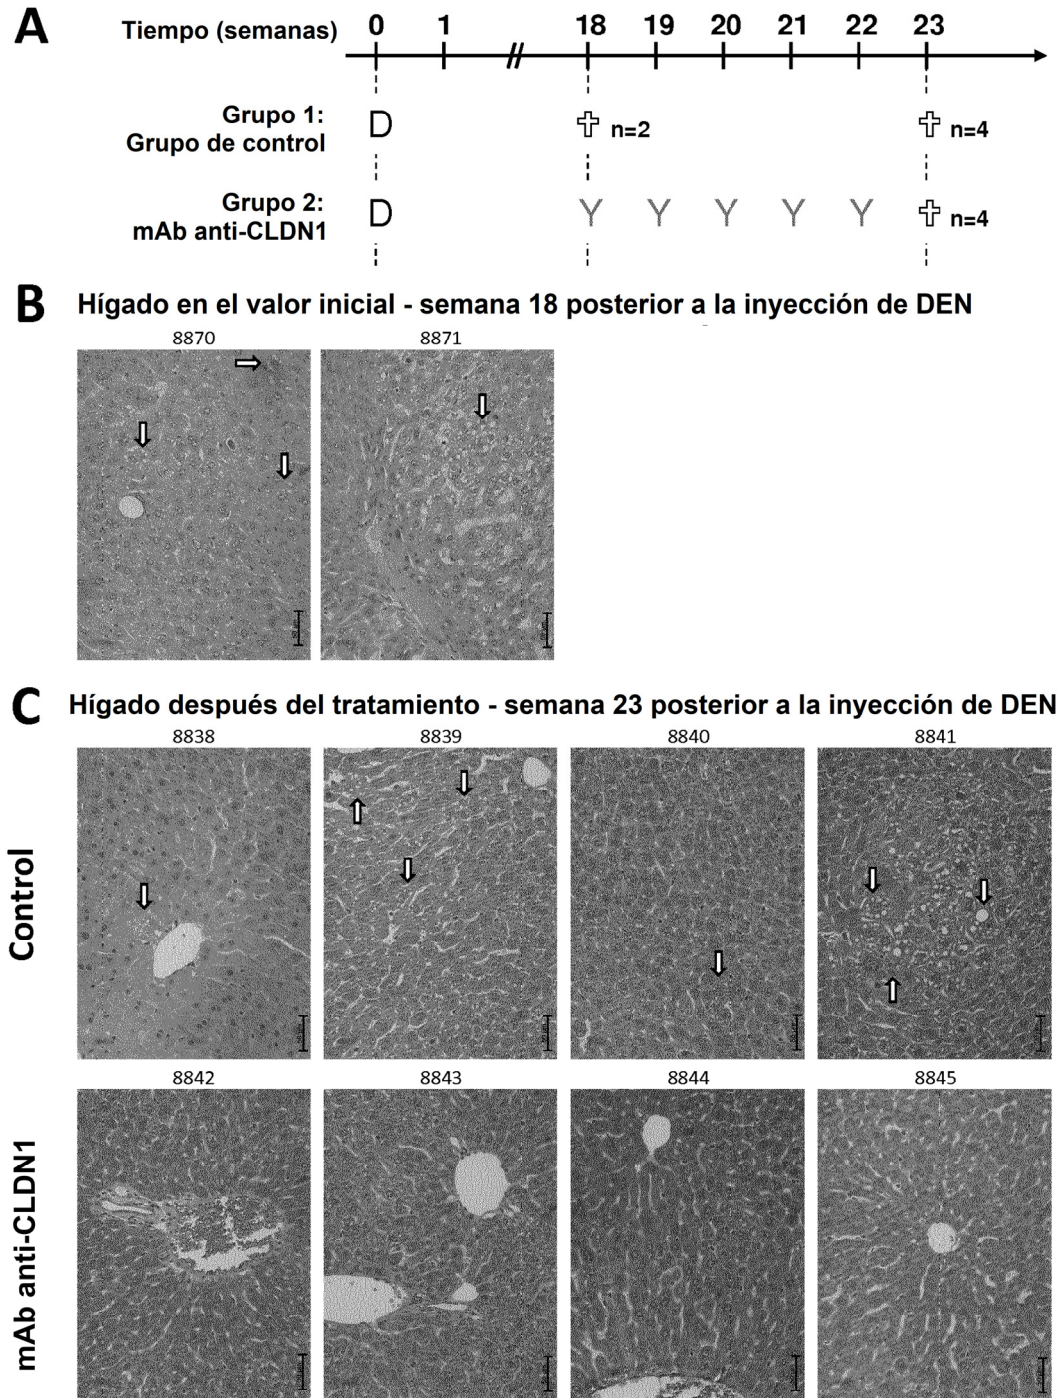 A
Tiempo (semanas) 0 1 18 19 20 21 22 23
Grupo 1:
Grupo de control
D n=2 n=4
Grupo 2:
mAb anti-CLDN1
D Y Y Y Y Y n=4
B Hígado en el valor inicial - semana 18 posterior a la inyección de DEN
8870 8871
C Hígado después del tratamiento - semana 23 posterior a la inyección de DEN
8838 8839 8840 8841
Control
8842 8843 8844 8845
mAb anti-CLDN1